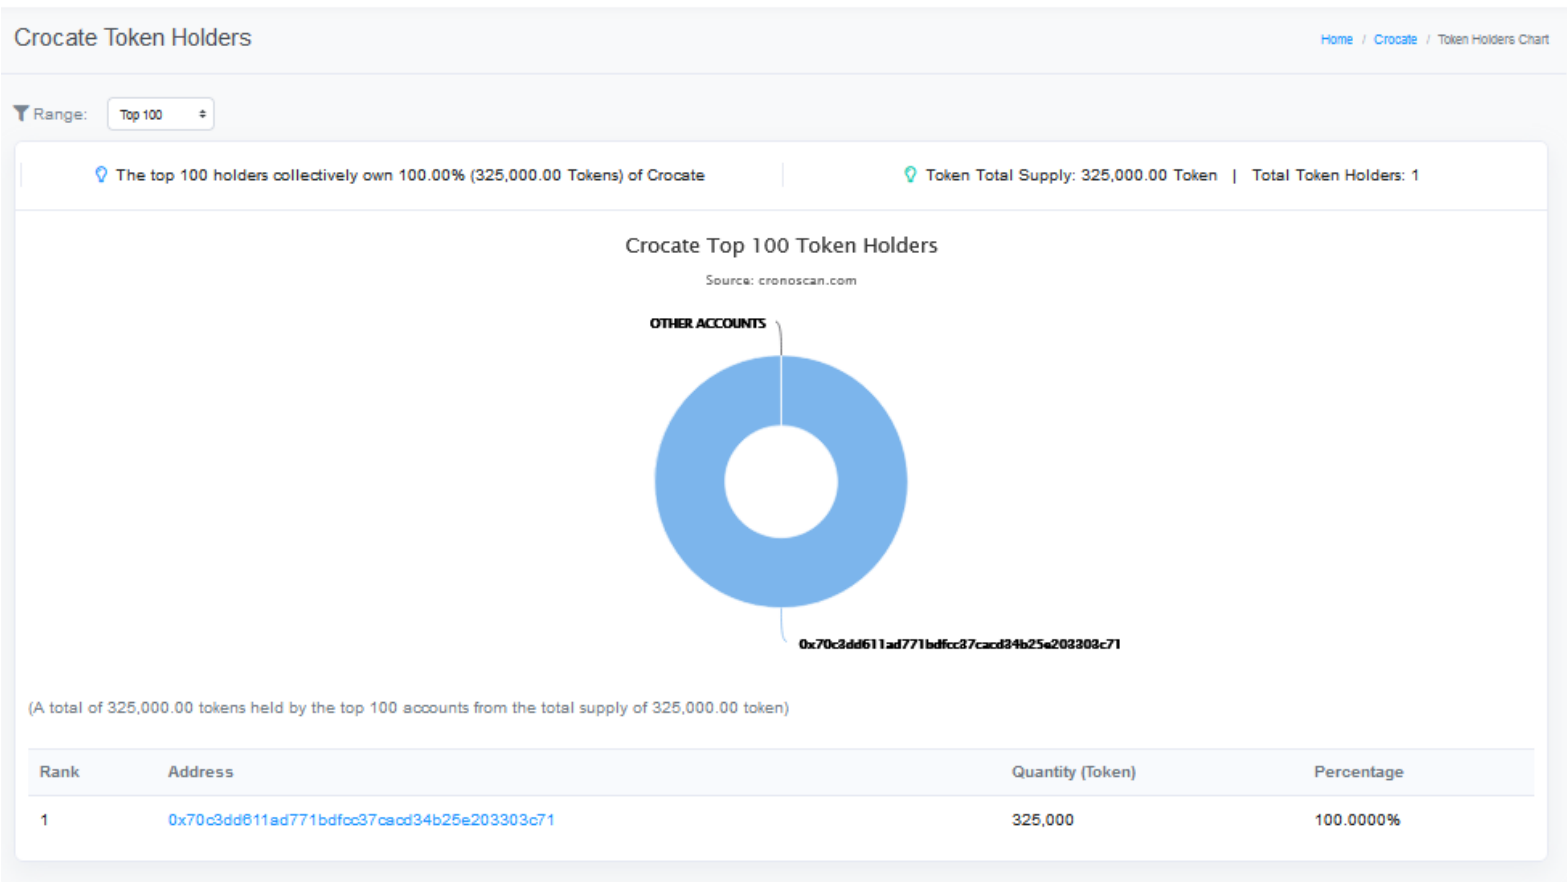 Crocate Token Holders
Home / Crocate / Token Holders Chart
Range: Top 100
The top 100 holders collectively own 100.00% (325,000.00 Tokens) of Crocate
Token Total Supply: 325,000.00 Token | Total Token Holders: 1
Crocate Top 100 Token Holders
Source: cronoscan.com
OTHER ACCOUNTS
0x70c3dd611ad771bdfcc37cacd34b25e203303c71
(A total of 325,000.00 tokens held by the top 100 accounts from the total supply of 325,000.00 token)
Rank Address Quantity (Token) Percentage
1 0x70c3dd611ad771bdfcc37cacd34b25e203303c71 325,000 100.0000%